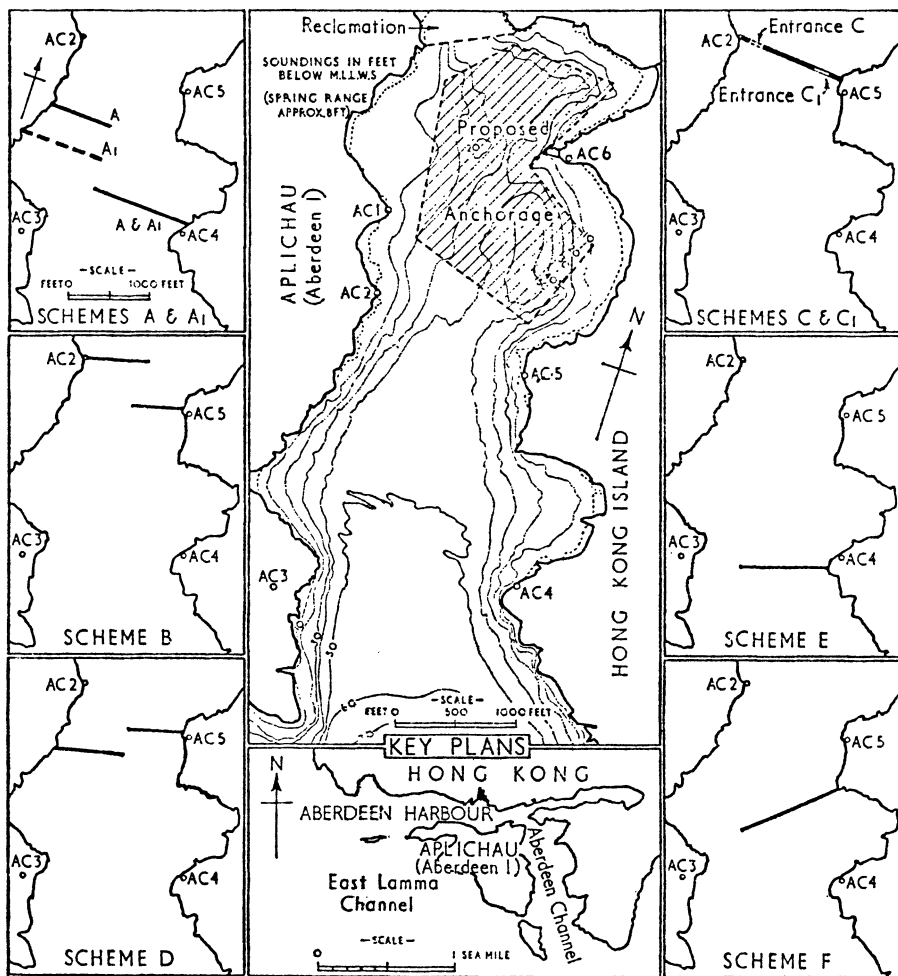 AC2
AC5
A
A1
A & A1
AC3
AC4
—SCALE—
FEET 0 1000 FEET
SCHEMES A & A1
AC2
AC5
AC3
AC4
SCHEME B
AC2
AC5
AC3
AC4
SCHEME D
Reclamation
SOUNDINGS IN FEET
BELOW M.L.L.W.S
(SPRING RANGE
APPROX. 8FT)
Proposed
Anchorage
AC6
AC1
APLICHAU
(Aberdeen I)
AC2
N
AC5
HONG KONG ISLAND
AC3
AC4
—SCALE—
FEET 0 500 1000 FEET
KEY PLANS
N
HONG KONG
ABERDEEN HARBOUR
APLICHAU
(Aberdeen I)
Aberdeen Channel
East Lamma
Channel
—SCALE—
0 1 SEA MILE
AC2
Entrance C
Entrance C1
AC5
AC3
AC4
SCHEMES C & C1
AC2
AC5
AC3
AC4
SCHEME E
AC2
AC5
AC3
AC4
SCHEME F